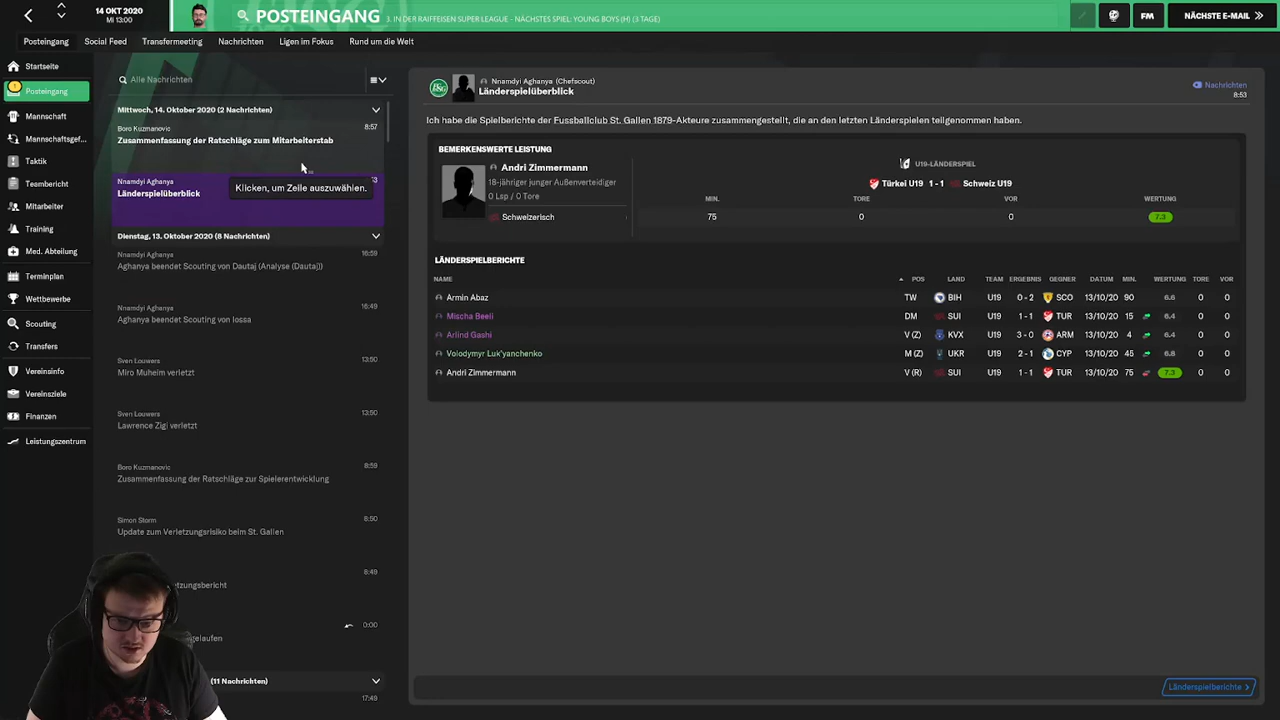 14 OKT 2020
MI 13:00
POSTEINGANG
3. IN DER RAIFFEISEN SUPER LEAGUE - NÄCHSTES SPIEL: YOUNG BOYS (H) (3 TAGE)
FM
NÄCHSTE E-MAIL
Posteingang
Social Feed
Transfermeeting
Nachrichten
Ligen im Fokus
Rund um die Welt
Startseite
Posteingang
Mannschaft
Mannschaftsgef...
Taktik
Teambericht
Mitarbeiter
Training
Med. Abteilung
Terminplan
Wettbewerbe
Scouting
Transfers
Vereinsinfo
Vereinsziele
Finanzen
Leistungszentrum
Alle Nachrichten
Mittwoch, 14. Oktober 2020 (2 Nachrichten)
Boro Kuzmanovic 8:57
Zusammenfassung der Ratschläge zum Mitarbeiterstab
Nnamdyi Aghanya
Länderspielüberblick
Klicken, um Zeile auszuwählen.
Dienstag, 13. Oktober 2020 (8 Nachrichten)
Nnamdyi Aghanya 16:59
Aghanya beendet Scouting von Dautaj (Analyse (Dautaj))
Nnamdyi Aghanya 16:49
Aghanya beendet Scouting von Iossa
Sven Louwers 13:50
Miro Muheim verletzt
Sven Louwers 13:50
Lawrence Zigi verletzt
Boro Kuzmanovic 8:59
Zusammenfassung der Ratschläge zur Spielerentwicklung
Simon Storm 8:50
Update zum Verletzungsrisiko beim St. Gallen
8:49
etzungsbericht
0:00
gelaufen
(11 Nachrichten)
17:49
Nnamdyi Aghanya (Chefscout)
Länderspielüberblick
Nachrichten
8:53
Ich habe die Spielberichte der Fussballclub St. Gallen 1879-Akteure zusammengestellt, die an den letzten Länderspielen teilgenommen haben.
BEMERKENSWERTE LEISTUNG
Andri Zimmermann
18-jähriger junger Außenverteidiger
0 Lsp / 0 Tore
Schweizerisch
U19-LÄNDERSPIEL
Türkei U19 1 - 1 Schweiz U19
MIN. TORE VOR WERTUNG
75 0 0 7.3
LÄNDERSPIELBERICHTE
NAME POS LAND TEAM ERGEBNIS GEGNER DATUM MIN. WERTUNG TORE VOR
Armin Abaz TW BIH U19 0 - 2 SCO 13/10/20 90 6.6 0 0
Mischa Beeli DM SUI U19 1 - 1 TUR 13/10/20 15 6.4 0 0
Arlind Gashi V (Z) KVX U19 3 - 0 ARM 13/10/20 4 6.4 0 0
Volodymyr Luk'yanchenko M (Z) UKR U19 2 - 1 CYP 13/10/20 45 6.8 0 0
Andri Zimmermann V (R) SUI U19 1 - 1 TUR 13/10/20 75 7.3 0 0
Länderspielberichte